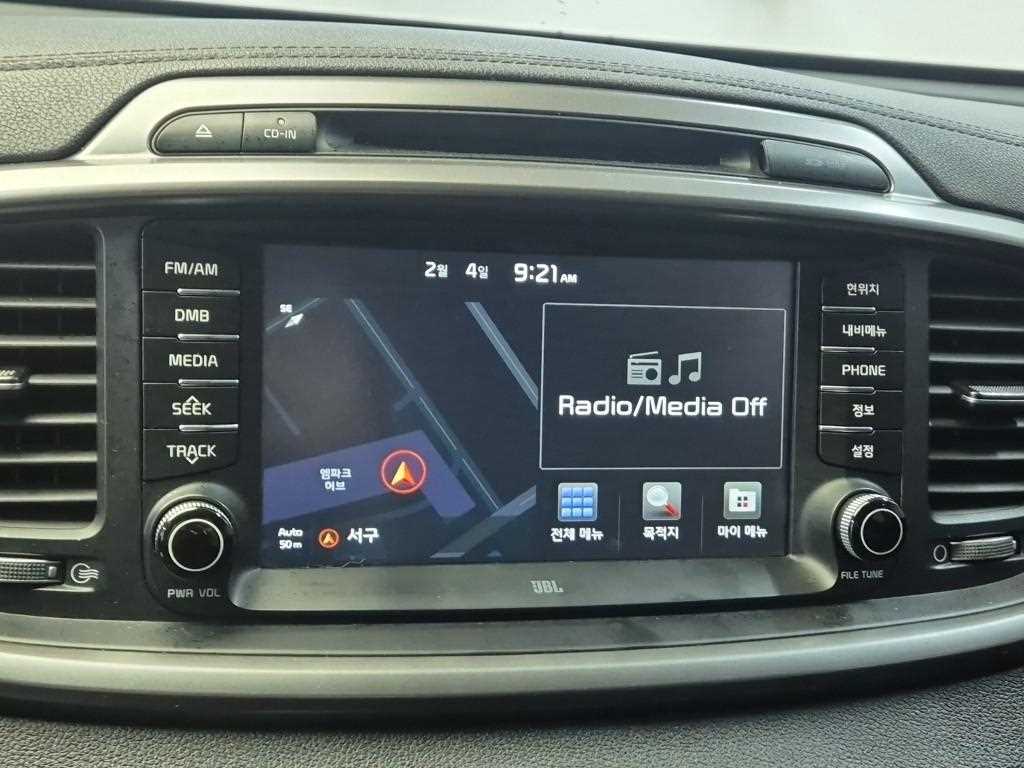 CD-IN
FM/AM
DMB
MEDIA
SEEK
TRACK
PWR VOL
2월 4일 9:21 AM
SE
Radio/Media Off
엠파크
허브
Auto
50m
서구
전체 메뉴
목적지
마이 메뉴
JBL
현위치
내비메뉴
PHONE
정보
설정
FILE TUNE